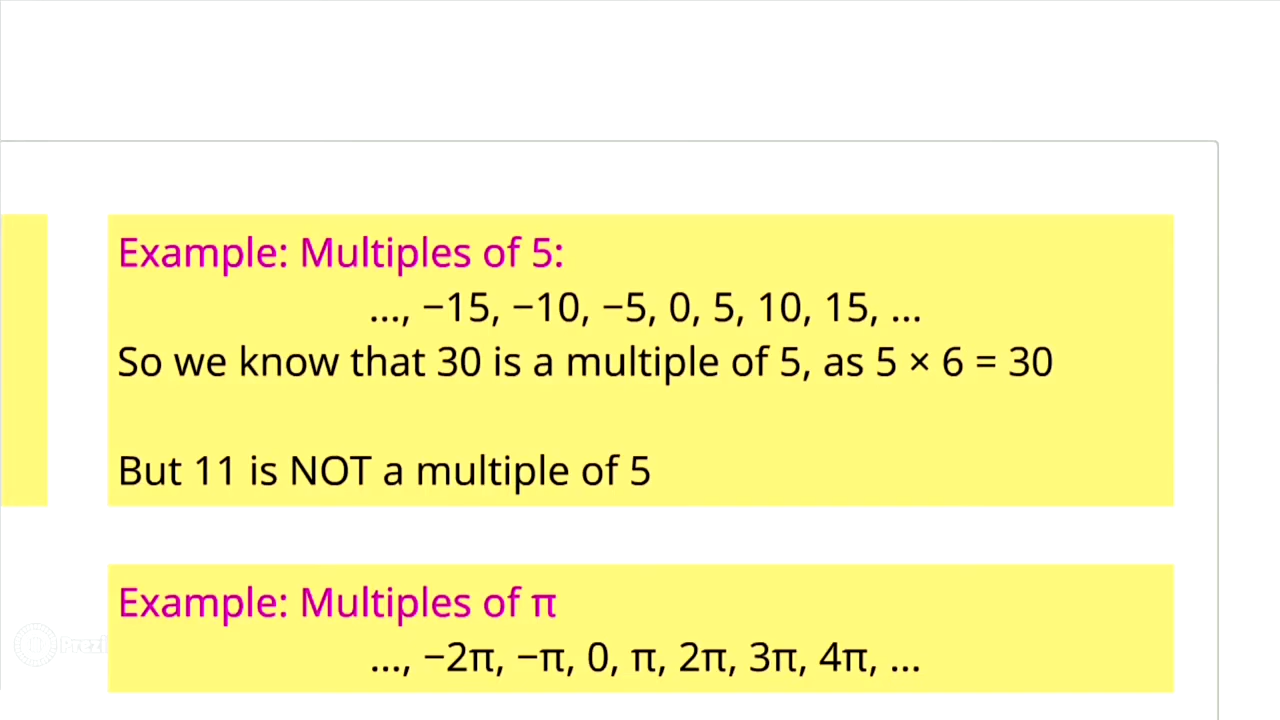 Example: Multiples of 5:
..., −15, −10, −5, 0, 5, 10, 15, ...
So we know that 30 is a multiple of 5, as 5 × 6 = 30
But 11 is NOT a multiple of 5
Example: Multiples of π
..., −2π, −π, 0, π, 2π, 3π, 4π, ...